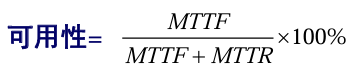 可用性= MTTF / MTTF + MTTR ×100%